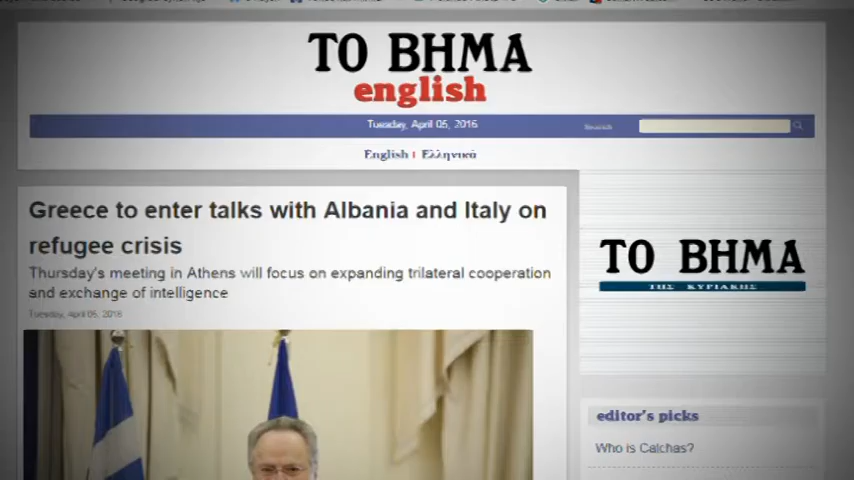 TO BHMA
english
Tuesday, April 05, 2016
Search
English | Ελληνικά
Greece to enter talks with Albania and Italy on
refugee crisis
Thursday's meeting in Athens will focus on expanding trilateral cooperation
and exchange of intelligence
Tuesday, April 05, 2016
ΤΟ ΒΗΜΑ
ΤΗΣ ΚΥΡΙΑΚΗΣ
editor's picks
Who is Calchas?